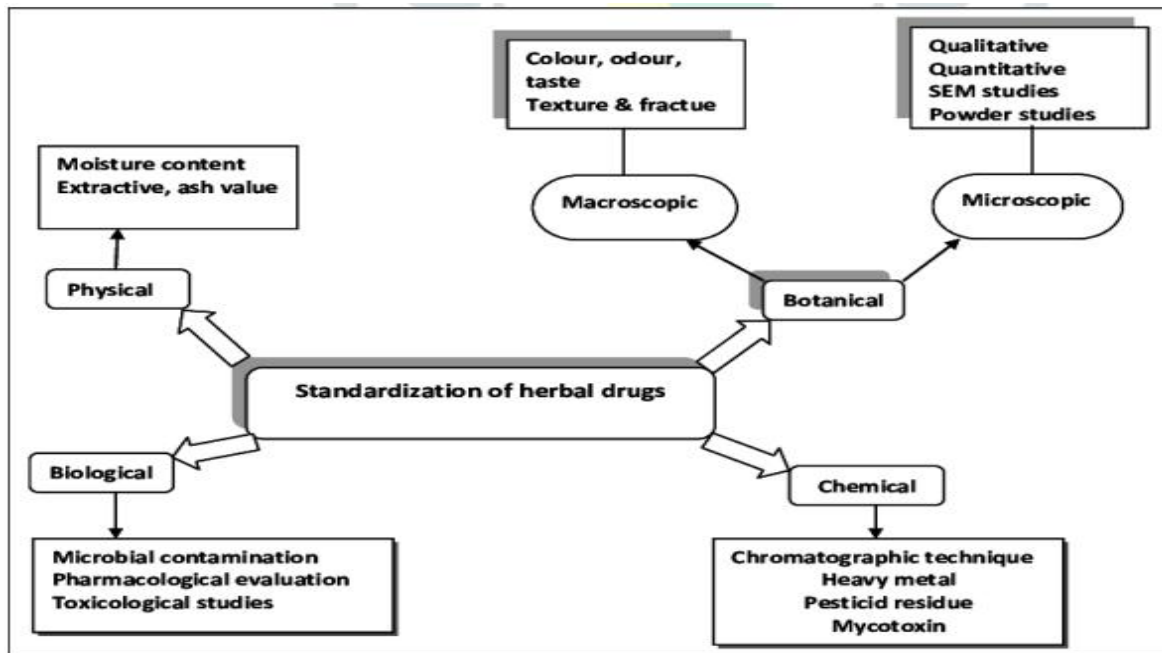 Colour, odour,
taste
Texture & fractue
Qualitative
Quantitative
SEM studies
Powder studies
Moisture content
Extractive, ash value
Macroscopic
Microscopic
Physical
Botanical
Standardization of herbal drugs
Biological
Chemical
Microbial contamination
Pharmacological evaluation
Toxicological studies
Chromatographic technique
Heavy metal
Pesticid residue
Mycotoxin